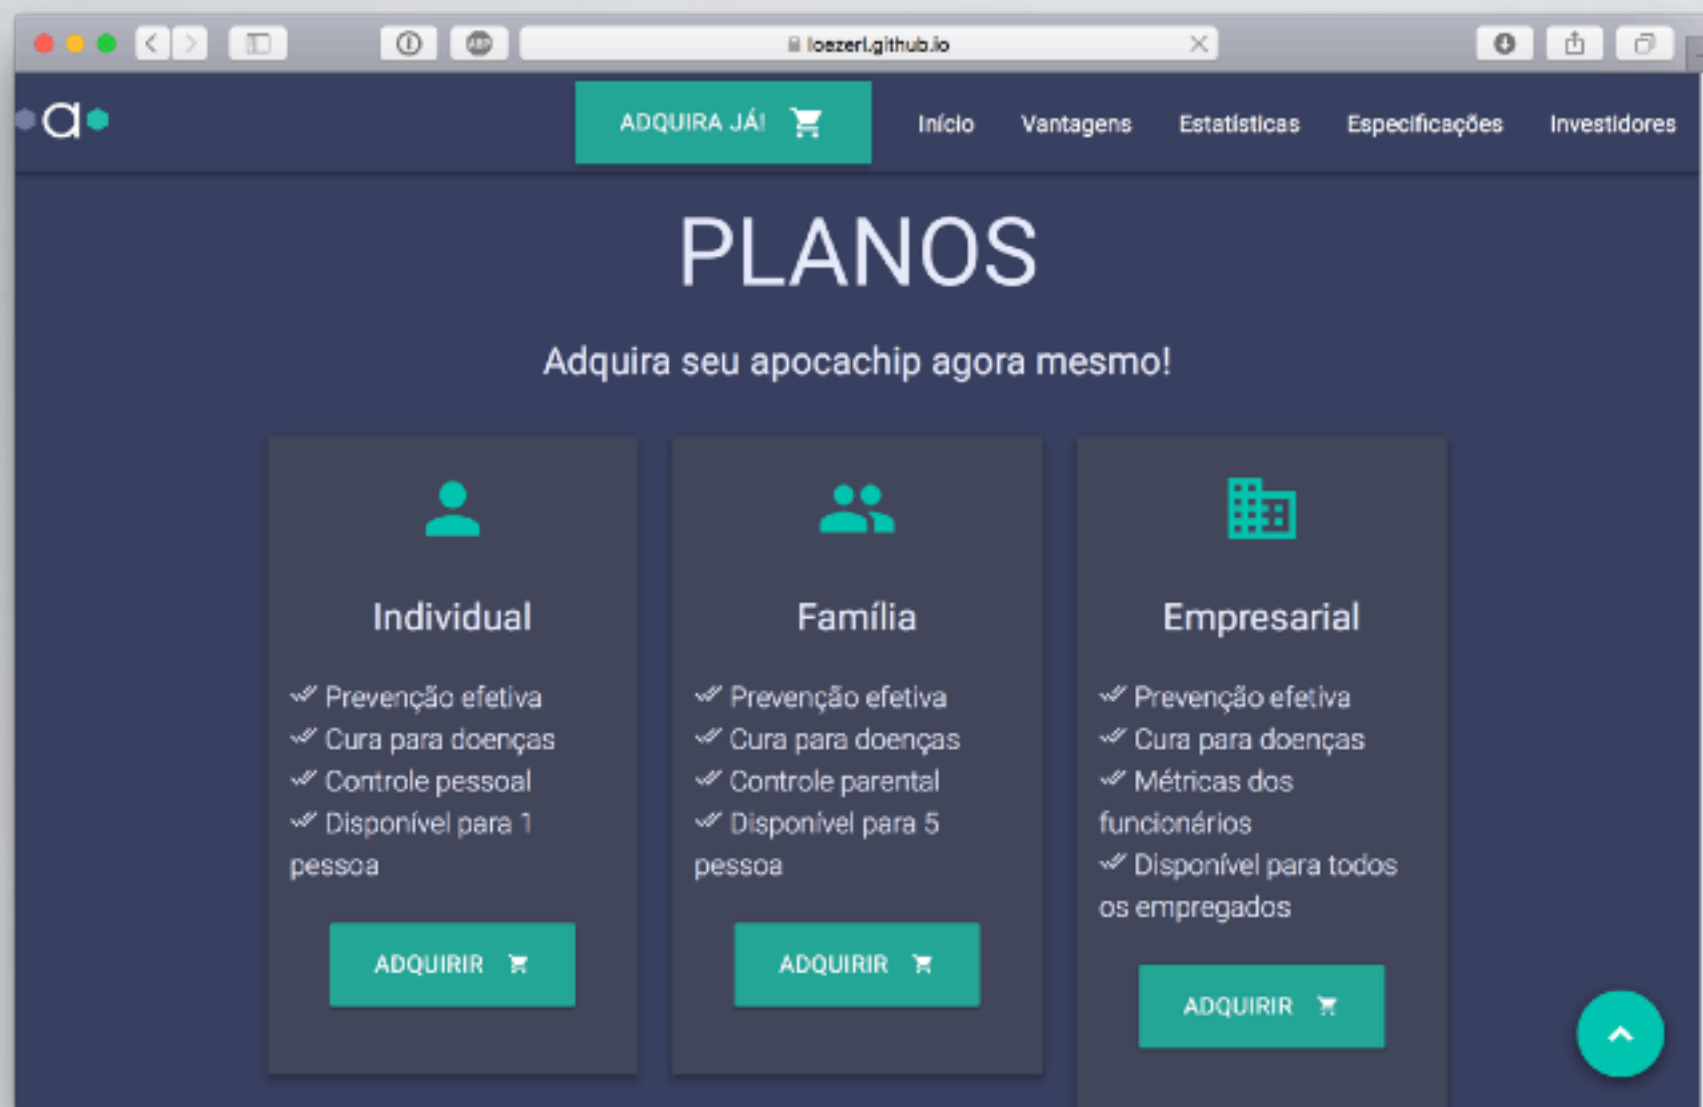 loezerl.github.io
a
ADQUIRA JÁ!
Início
Vantagens
Estatísticas
Especificações
Investidores
PLANOS
Adquira seu apocachip agora mesmo!
Individual
Prevenção efetiva
Cura para doenças
Controle pessoal
Disponível para 1
pessoa
ADQUIRIR
Família
Prevenção efetiva
Cura para doenças
Controle parental
Disponível para 5
pessoa
ADQUIRIR
Empresarial
Prevenção efetiva
Cura para doenças
Métricas dos
funcionários
Disponível para todos
os empregados
ADQUIRIR